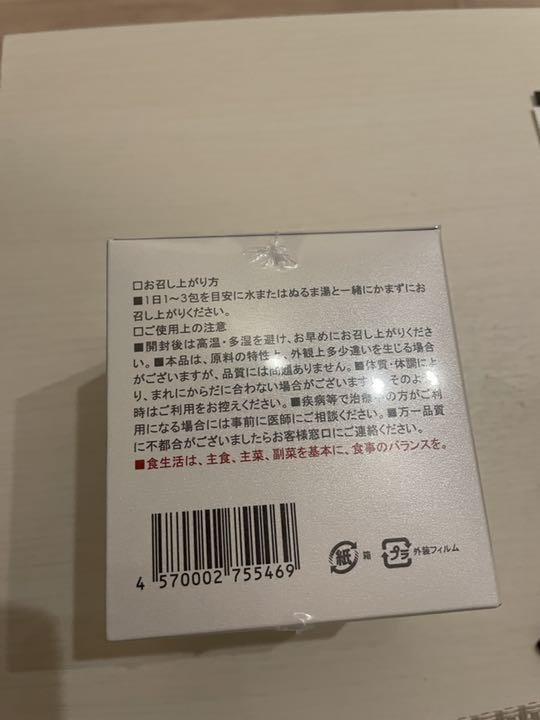 □お召し上がり方
■1日1〜3包を目安に水またはぬるま湯と一緒にかまずにお
召し上がりください。
□ご使用上の注意
■開封後は高温・多湿を避け、お早めにお召し上がりくださ
い。■本品は、原料の特性上、外観上多少違いを生じる場合
がございますが、品質には問題ありません。■体質・体調によ
り、まれにからだに合わない場合がございます。そのよう
時はご利用をお控えください。■疾病等で治療中の方がご利
用になる場合には事前に医師にご相談ください。■万一品質
に不都合がございましたらお客様窓口にご連絡ください。
■食生活は、主食、主菜、副菜を基本に、食事のバランスを。
4 570002 755469
紙 箱
プラ 外装フィルム